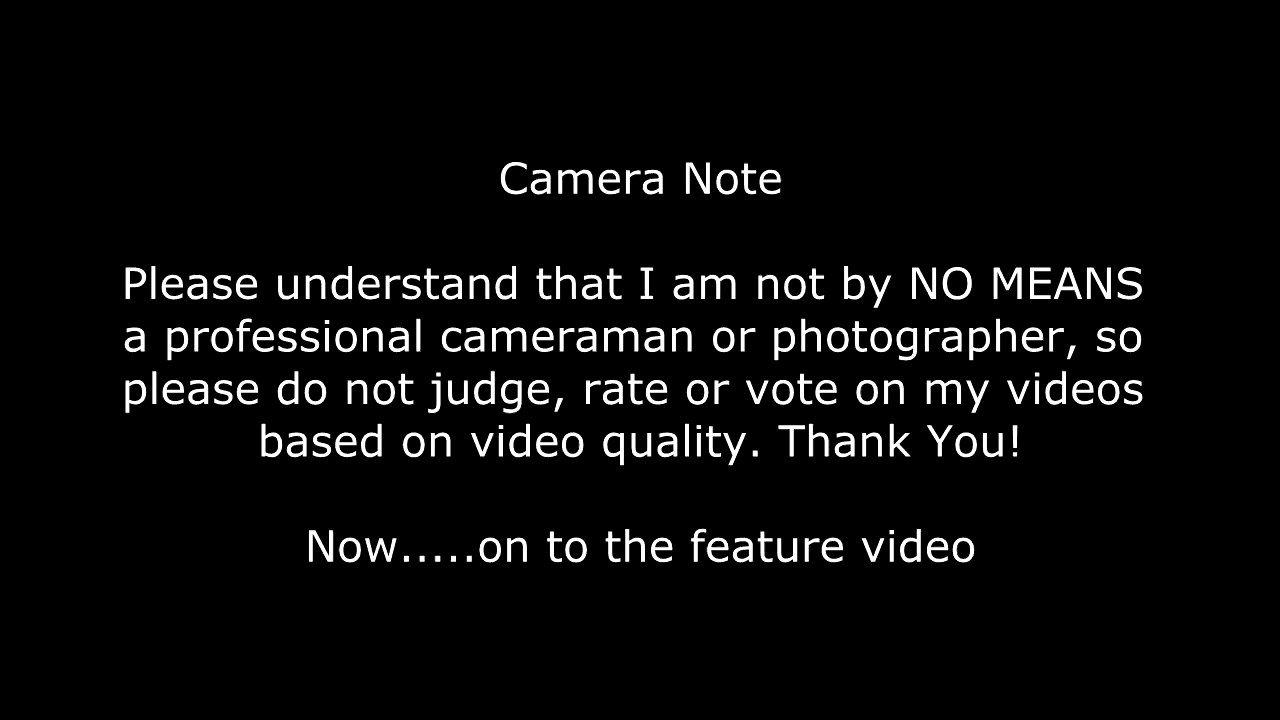 Camera Note
Please understand that I am not by NO MEANS
a professional cameraman or photographer, so
please do not judge, rate or vote on my videos
based on video quality. Thank You!
Now.....on to the feature video